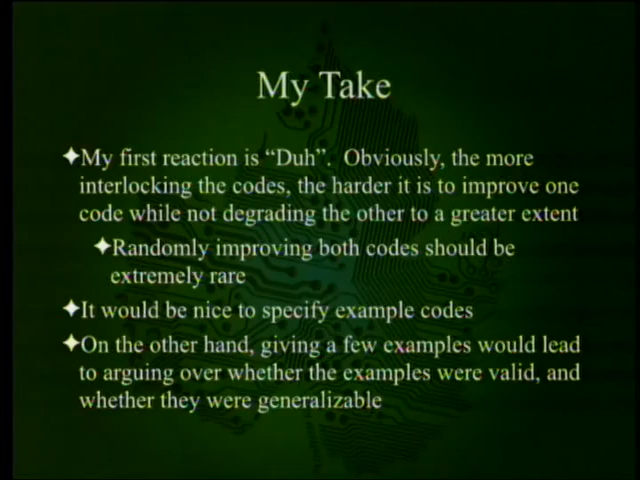 My Take
✦My first reaction is “Duh”. Obviously, the more
interlocking the codes, the harder it is to improve one
code while not degrading the other to a greater extent
✦Randomly improving both codes should be
extremely rare
✦It would be nice to specify example codes
✦On the other hand, giving a few examples would lead
to arguing over whether the examples were valid, and
whether they were generalizable